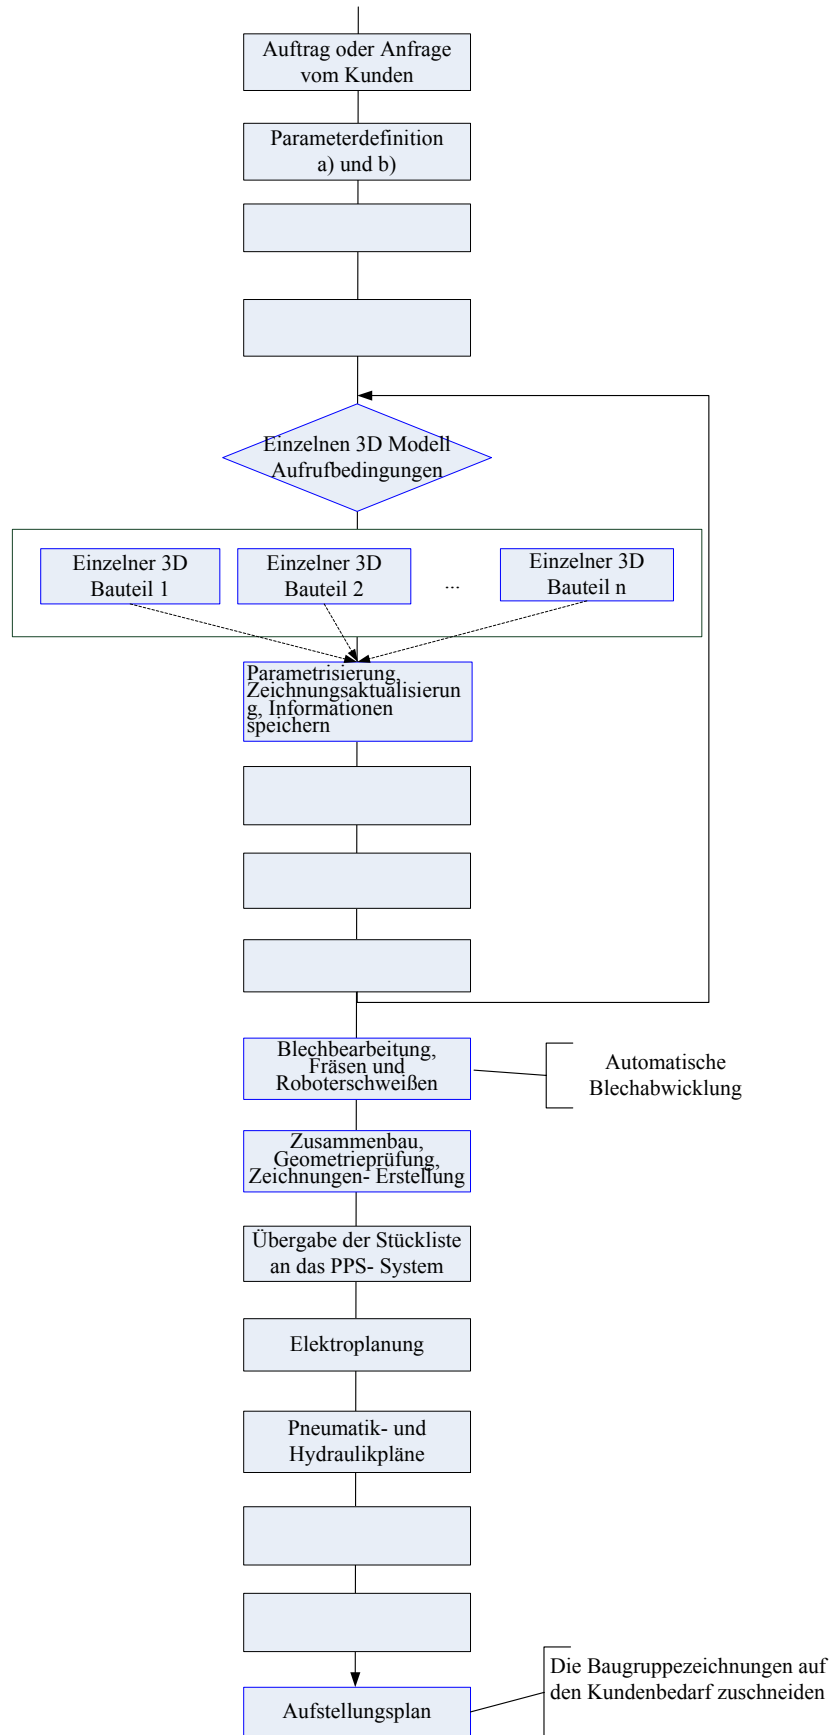 Auftrag oder Anfrage
vom Kunden
Parameterdefinition
a) und b)
Einzelnen 3D Modell
Aufrufbedingungen
Einzelner 3D
Bauteil 1
Einzelner 3D
Bauteil 2
...
Einzelner 3D
Bauteil n
Parametrisierung,
Zeichnungsaktualisierun
g, Informationen
speichern
Blechbearbeitung,
Fräsen und
Roboterschweißen
Automatische
Blechabwicklung
Zusammenbau,
Geometrieprüfung,
Zeichnungen- Erstellung
Übergabe der Stückliste
an das PPS- System
Elektroplanung
Pneumatik- und
Hydraulikpläne
Die Baugruppezeichnungen auf
den Kundenbedarf zuschneiden
Aufstellungsplan